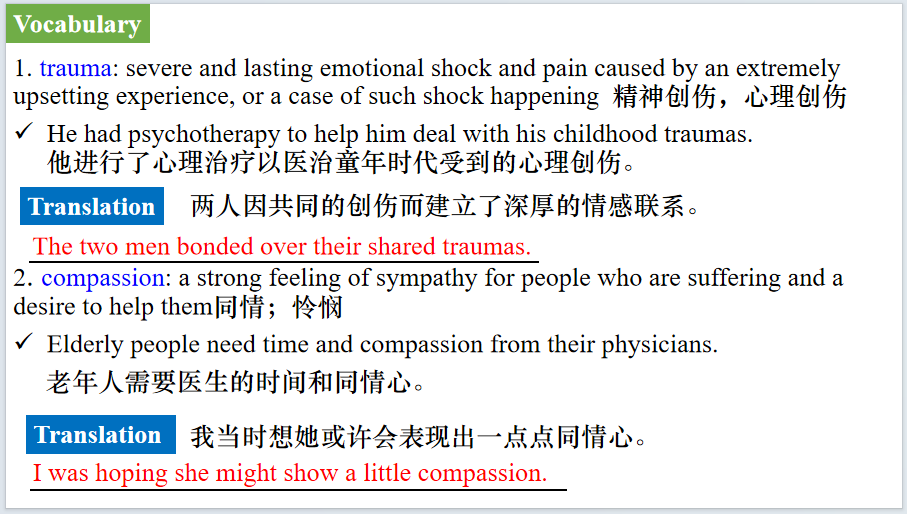 Vocabulary
1. trauma: severe and lasting emotional shock and pain caused by an extremely
upsetting experience, or a case of such shock happening 精神创伤，心理创伤
✓ He had psychotherapy to help him deal with his childhood traumas.
他进行了心理治疗以医治童年时代受到的心理创伤。
Translation 两人因共同的创伤而建立了深厚的情感联系。
The two men bonded over their shared traumas.
2. compassion: a strong feeling of sympathy for people who are suffering and a
desire to help them同情；怜悯
✓ Elderly people need time and compassion from their physicians.
老年人需要医生的时间和同情心。
Translation 我当时想她或许会表现出一点点同情心。
I was hoping she might show a little compassion.